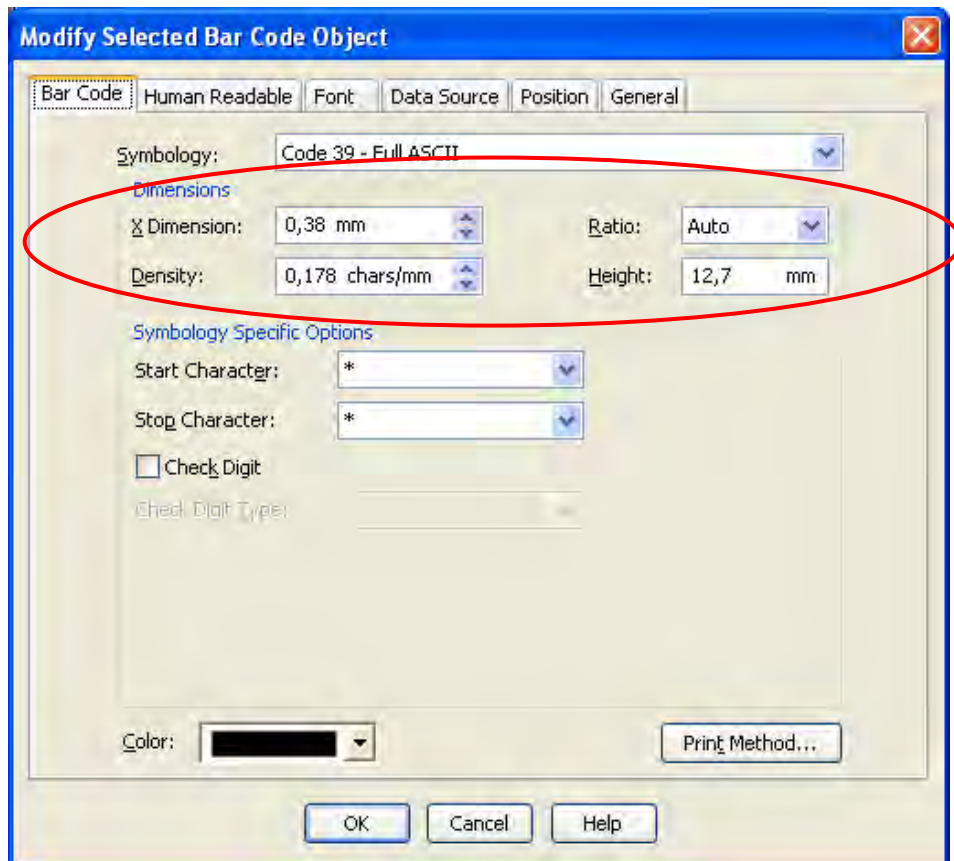 Modify Selected Bar Code Object
Bar Code Human Readable Font Data Source Position General
Symbology: Code 39 - Full ASCII
Dimensions
X Dimension: 0,38 mm Ratio: Auto
Density: 0,178 chars/mm Height: 12,7 mm
Symbology Specific Options
Start Character: *
Stop Character: *
Check Digit
Check Digit Type:
Color: Print Method...
OK Cancel Help